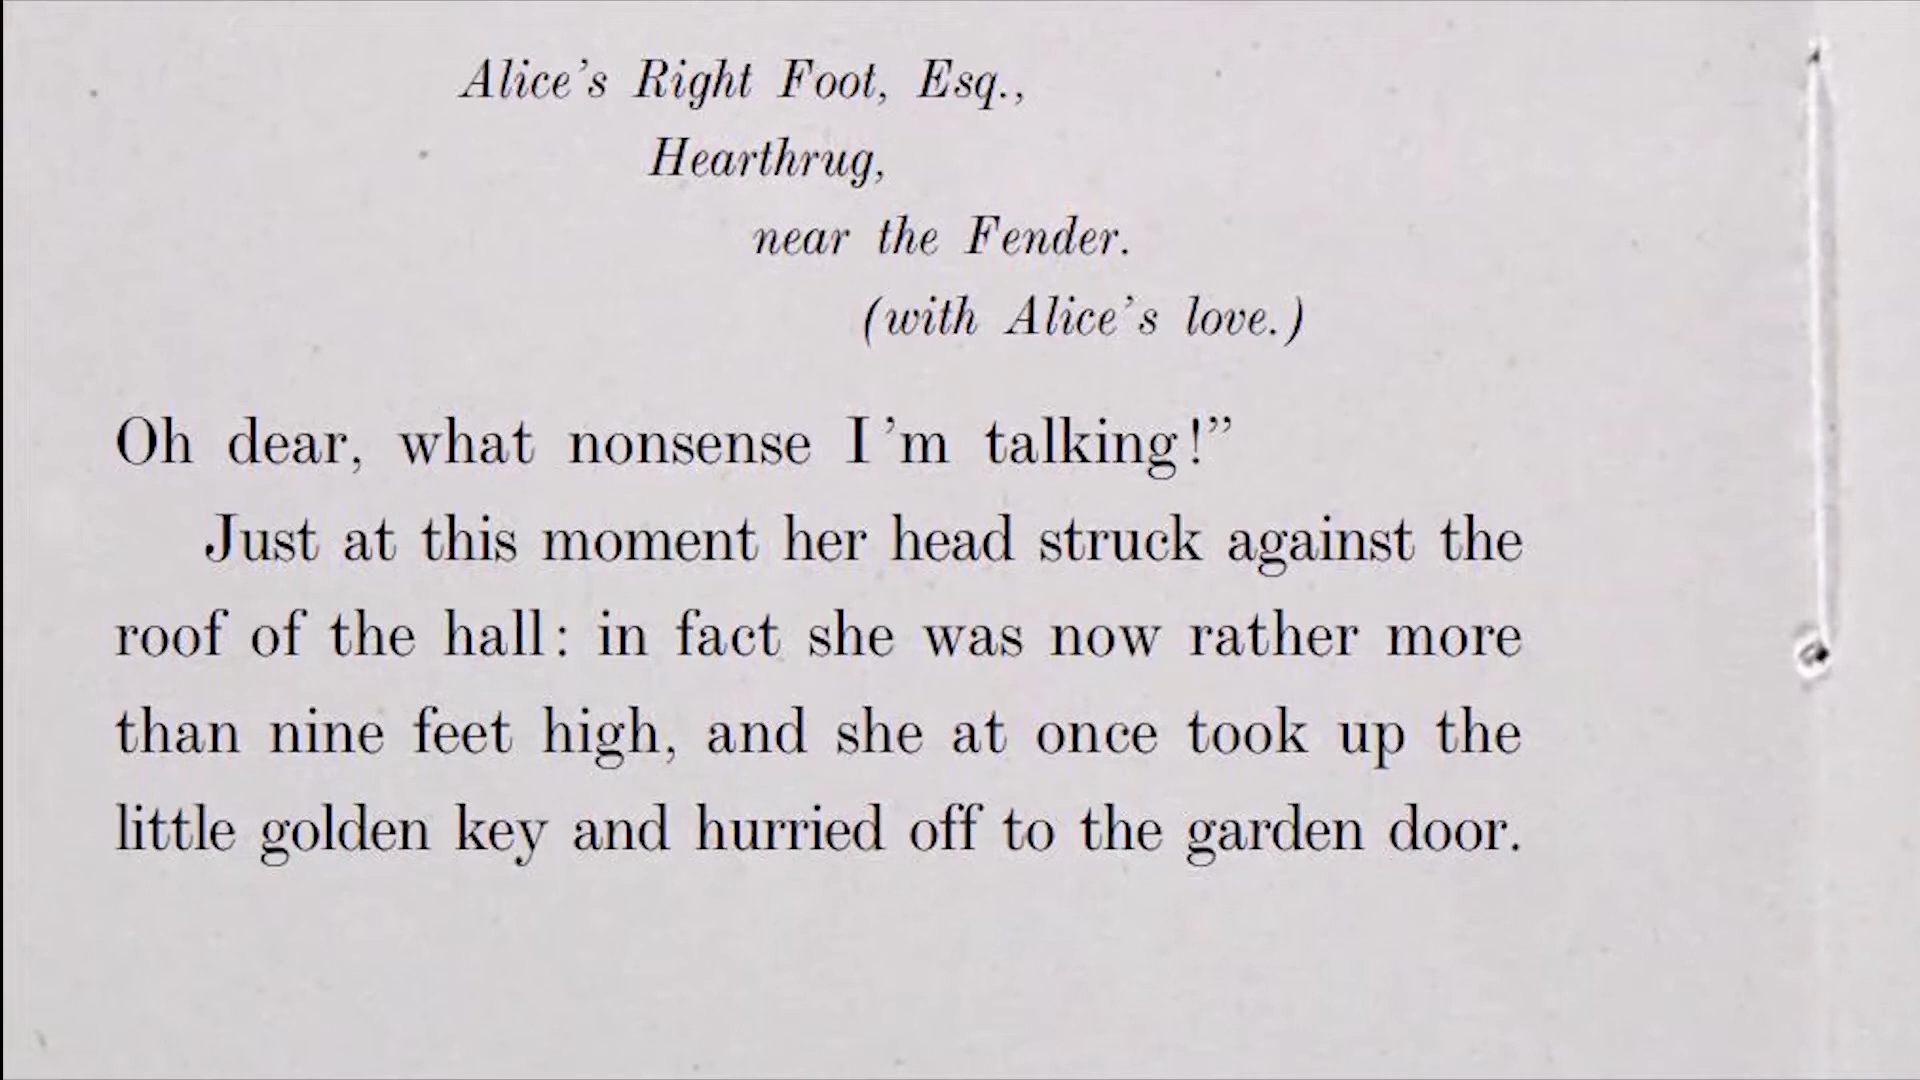 Alice's Right Foot, Esq.,
Hearthrug,
near the Fender.
(with Alice's love.)
Oh dear, what nonsense I'm talking!”
Just at this moment her head struck against the
roof of the hall: in fact she was now rather more
than nine feet high, and she at once took up the
little golden key and hurried off to the garden door.